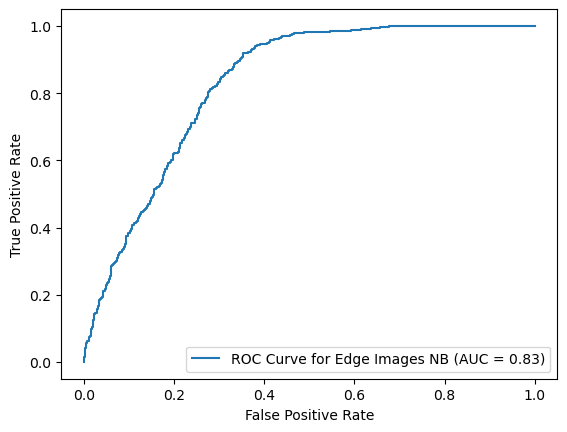 1.0
0.8
0.6
0.4
0.2
0.0
True Positive Rate
ROC Curve for Edge Images NB (AUC = 0.83)
0.0 0.2 0.4 0.6 0.8 1.0
False Positive Rate